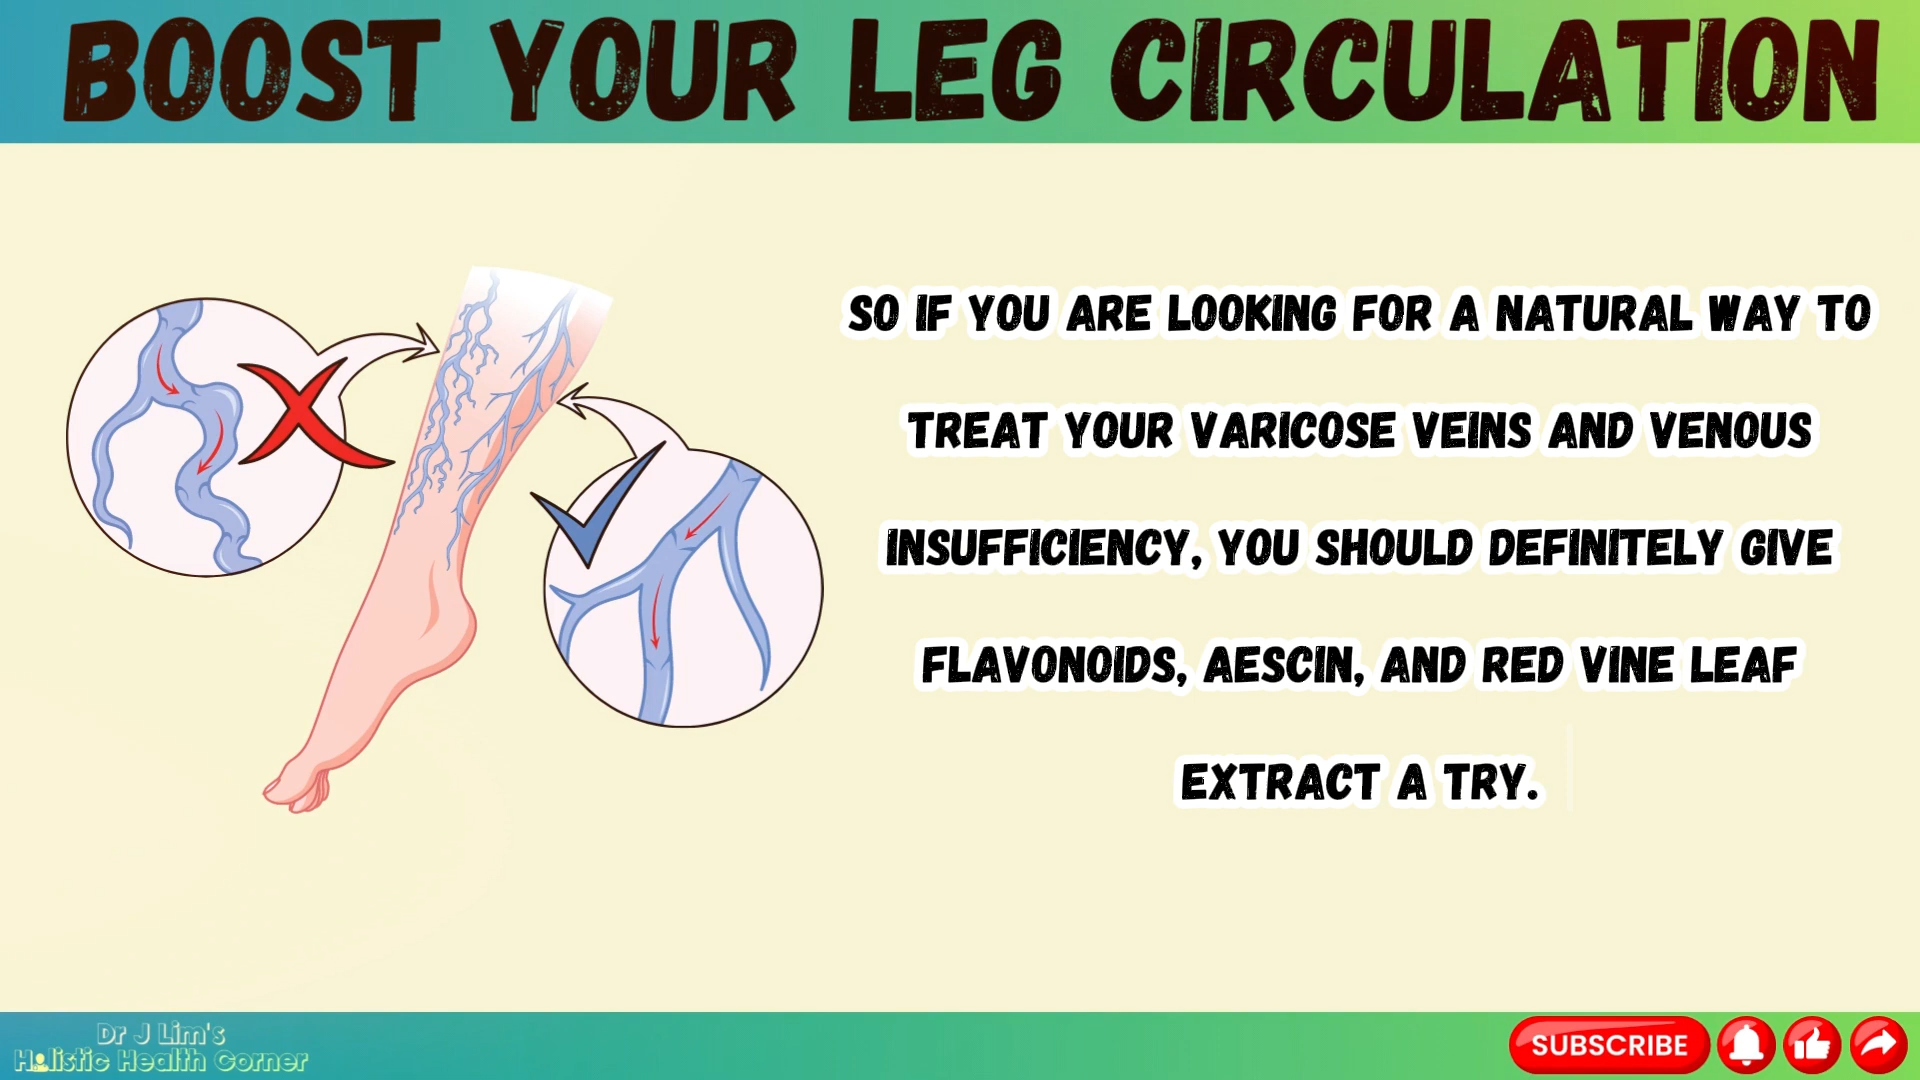 BOOST YOUR LEG CIRCULATION
SO IF YOU ARE LOOKING FOR A NATURAL WAY TO
TREAT YOUR VARICOSE VEINS AND VENOUS
INSUFFICIENCY, YOU SHOULD DEFINITELY GIVE
FLAVONOIDS, AESCIN, AND RED VINE LEAF
EXTRACT A TRY.
Dr J Lim's
Holistic Health Corner
SUBSCRIBE